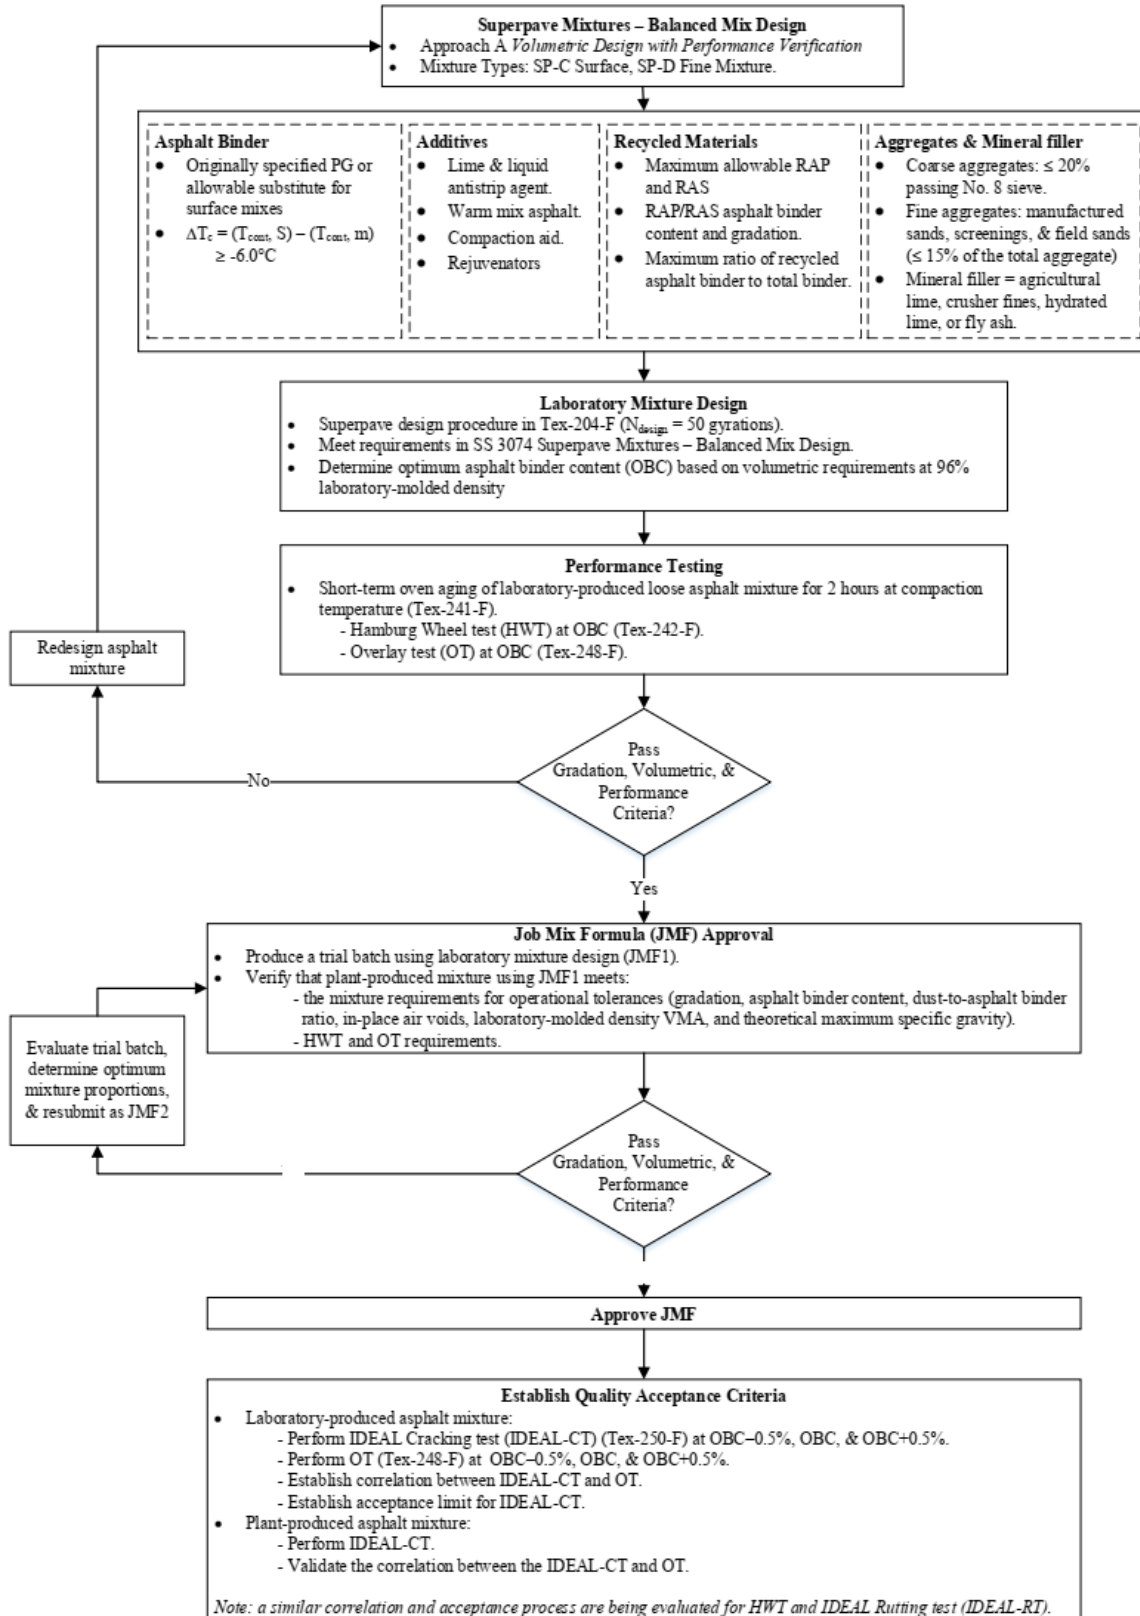 Superpave Mixtures – Balanced Mix Design
• Approach A Volumetric Design with Performance Verification
• Mixture Types: SP-C Surface, SP-D Fine Mixture.
Asphalt Binder
• Originally specified PG or
allowable substitute for
surface mixes
• ΔTc = (Tcont, S) – (Tcont, m)
≥ -6.0°C
Additives
• Lime & liquid
antistrip agent.
• Warm mix asphalt.
• Compaction aid.
• Rejuvenators
Recycled Materials
• Maximum allowable RAP
and RAS
• RAP/RAS asphalt binder
content and gradation.
• Maximum ratio of recycled
asphalt binder to total binder.
Aggregates & Mineral filler
• Coarse aggregates: ≤ 20%
passing No. 8 sieve.
• Fine aggregates: manufactured
sands, screenings, & field sands
(≤ 15% of the total aggregate)
• Mineral filler = agricultural
lime, crusher fines, hydrated
lime, or fly ash.
Laboratory Mixture Design
• Superpave design procedure in Tex-204-F (Ndesign = 50 gyrations).
• Meet requirements in SS 3074 Superpave Mixtures – Balanced Mix Design.
• Determine optimum asphalt binder content (OBC) based on volumetric requirements at 96%
laboratory-molded density
Performance Testing
• Short-term oven aging of laboratory-produced loose asphalt mixture for 2 hours at compaction
temperature (Tex-241-F).
- Hamburg Wheel test (HWT) at OBC (Tex-242-F).
- Overlay test (OT) at OBC (Tex-248-F).
Redesign asphalt
mixture
Pass
Gradation, Volumetric, &
Performance
Criteria?
No
Yes
Job Mix Formula (JMF) Approval
• Produce a trial batch using laboratory mixture design (JMF1).
• Verify that plant-produced mixture using JMF1 meets:
- the mixture requirements for operational tolerances (gradation, asphalt binder content, dust-to-asphalt binder
ratio, in-place air voids, laboratory-molded density VMA, and theoretical maximum specific gravity).
- HWT and OT requirements.
Evaluate trial batch,
determine optimum
mixture proportions,
& resubmit as JMF2
Pass
Gradation, Volumetric, &
Performance
Criteria?
Approve JMF
Establish Quality Acceptance Criteria
• Laboratory-produced asphalt mixture:
- Perform IDEAL Cracking test (IDEAL-CT) (Tex-250-F) at OBC–0.5%, OBC, & OBC+0.5%.
- Perform OT (Tex-248-F) at OBC–0.5%, OBC, & OBC+0.5%.
- Establish correlation between IDEAL-CT and OT.
- Establish acceptance limit for IDEAL-CT.
• Plant-produced asphalt mixture:
- Perform IDEAL-CT.
- Validate the correlation between the IDEAL-CT and OT.
Note: a similar correlation and acceptance process are being evaluated for HWT and IDEAL Rutting test (IDEAL-RT).